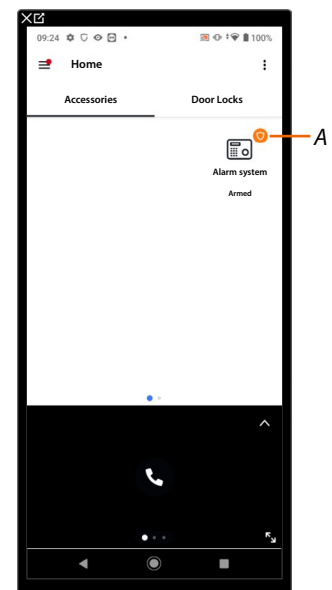 09:24
100%
Home
Accessories
Door Locks
A
Alarm system
Armed